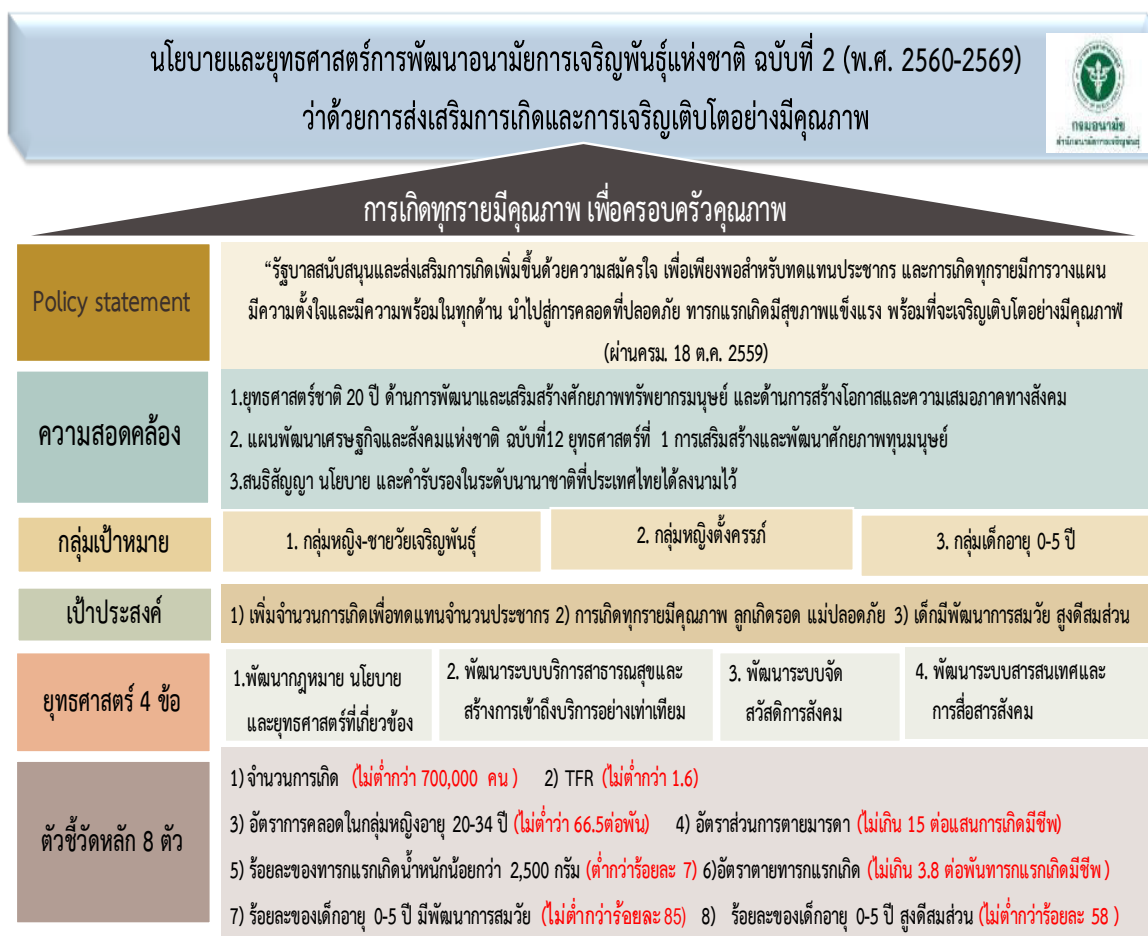 นโยบายและยุทธศาสตร์การพัฒนาอนามัยการเจริญพันธุ์แห่งชาติ ฉบับที่ 2 (พ.ศ. 2560-2569)
ว่าด้วยการส่งเสริมการเกิดและการเจริญเติบโตอย่างมีคุณภาพ
กรมอนามัย
สำนักอนามัยการเจริญพันธุ์
การเกิดทุกรายมีคุณภาพ เพื่อครอบครัวคุณภาพ
Policy statement
“รัฐบาลสนับสนุนและส่งเสริมการเกิดเพิ่มขึ้นด้วยความสมัครใจ เพื่อเพียงพอสำหรับทดแทนประชากร และการเกิดทุกรายมีการวางแผน
มีความตั้งใจและมีความพร้อมในทุกด้าน นำไปสู่การคลอดที่ปลอดภัย ทารกแรกเกิดมีสุขภาพแข็งแรง พร้อมที่จะเจริญเติบโตอย่างมีคุณภาพ”
(ผ่านครม. 18 ต.ค. 2559)
ความสอดคล้อง
1.ยุทธศาสตร์ชาติ 20 ปี ด้านการพัฒนาและเสริมสร้างศักยภาพทรัพยากรมนุษย์ และด้านการสร้างโอกาสและความเสมอภาคทางสังคม
2. แผนพัฒนาเศรษฐกิจและสังคมแห่งชาติ ฉบับที่12 ยุทธศาสตร์ที่ 1 การเสริมสร้างและพัฒนาศักยภาพทุนมนุษย์
3.สนธิสัญญา นโยบาย และคำรับรองในระดับนานาชาติที่ประเทศไทยได้ลงนามไว้
กลุ่มเป้าหมาย
1. กลุ่มหญิง-ชายวัยเจริญพันธุ์
2. กลุ่มหญิงตั้งครรภ์
3. กลุ่มเด็กอายุ 0-5 ปี
เป้าประสงค์
1) เพิ่มจำนวนการเกิดเพื่อทดแทนจำนวนประชากร 2) การเกิดทุกรายมีคุณภาพ ลูกเกิดรอด แม่ปลอดภัย 3) เด็กมีพัฒนาการสมวัย สูงดีสมส่วน
ยุทธศาสตร์ 4 ข้อ
1.พัฒนากฎหมาย นโยบาย
และยุทธศาสตร์ที่เกี่ยวข้อง
2. พัฒนาระบบบริการสาธารณสุขและ
สร้างการเข้าถึงบริการอย่างเท่าเทียม
3. พัฒนาระบบจัด
สวัสดิการสังคม
4. พัฒนาระบบสารสนเทศและ
การสื่อสารสังคม
ตัวชี้วัดหลัก 8 ตัว
1) จำนวนการเกิด (ไม่ต่ำกว่า 700,000 คน ) 2) TFR (ไม่ต่ำกว่า 1.6)
3) อัตราการคลอดในกลุ่มหญิงอายุ 20-34 ปี (ไม่ต่ำว่า 66.5ต่อพัน) 4) อัตราส่วนการตายมารดา (ไม่เกิน 15 ต่อแสนการเกิดมีชีพ)
5) ร้อยละของทารกแรกเกิดน้ำหนักน้อยกว่า 2,500 กรัม (ต่ำกว่าร้อยละ 7) 6)อัตราตายทารกแรกเกิด (ไม่เกิน 3.8 ต่อพันทารกแรกเกิดมีชีพ )
7) ร้อยละของเด็กอายุ 0-5 ปี มีพัฒนาการสมวัย (ไม่ต่ำกว่าร้อยละ 85) 8) ร้อยละของเด็กอายุ 0-5 ปี สูงดีสมส่วน (ไม่ต่ำกว่าร้อยละ 58 )